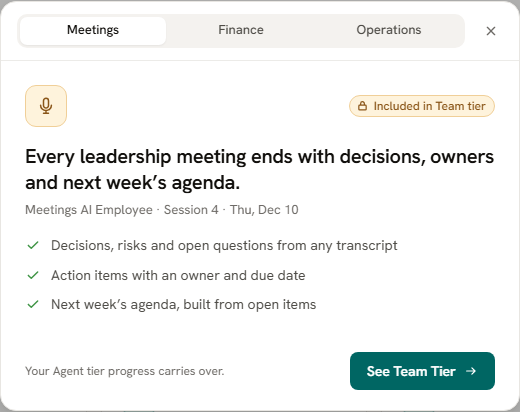 Meetings
Finance
Operations
Included in Team tier
Every leadership meeting ends with decisions, owners
and next week’s agenda.
Meetings AI Employee · Session 4 · Thu, Dec 10
Decisions, risks and open questions from any transcript
Action items with an owner and due date
Next week’s agenda, built from open items
Your Agent tier progress carries over.
See Team Tier →